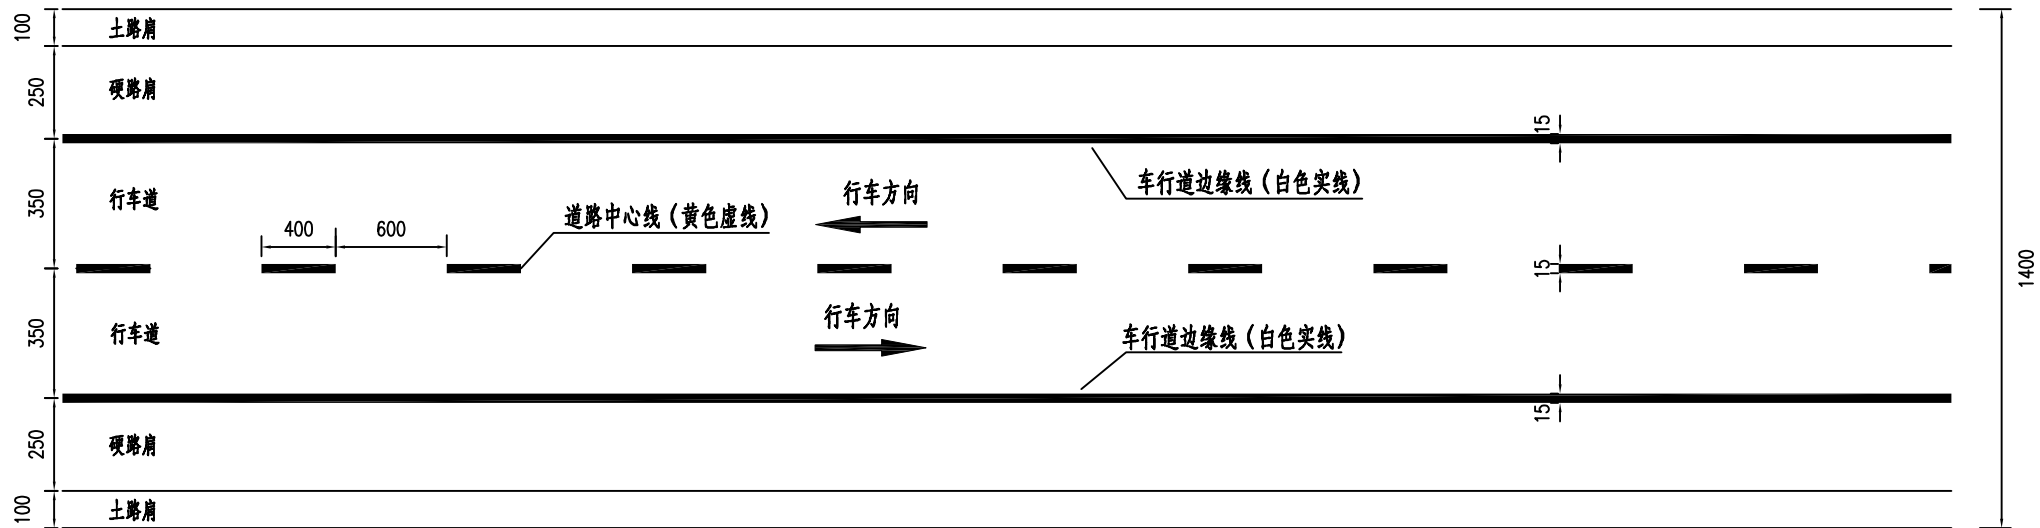 100
土路肩
250
硬路肩
15
350
行车道
行车方向
车行道边缘线（白色实线）
400
600
道路中心线（黄色虚线）
15
1400
350
行车道
行车方向
车行道边缘线（白色实线）
15
250
硬路肩
100
土路肩